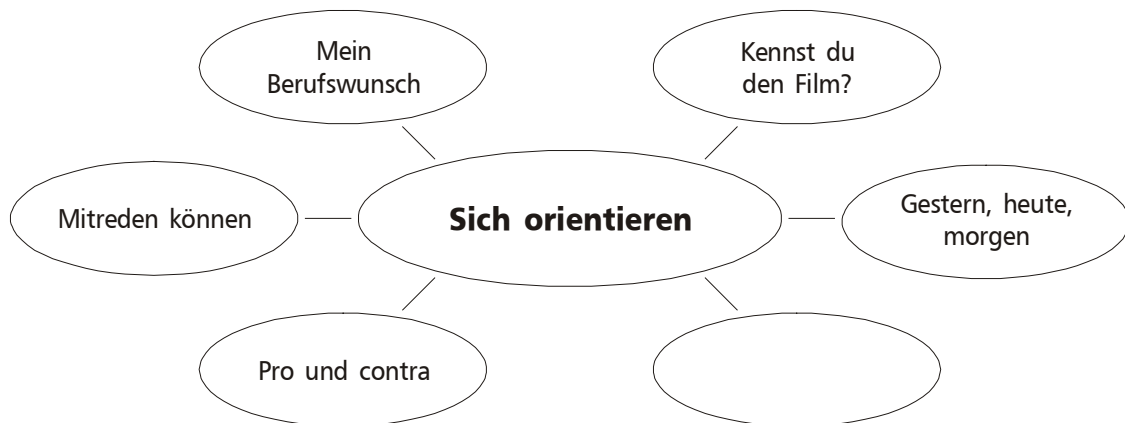 Mein
Berufswunsch
Kennst du
den Film?
Mitreden können
Sich orientieren
Gestern, heute,
morgen
Pro und contra